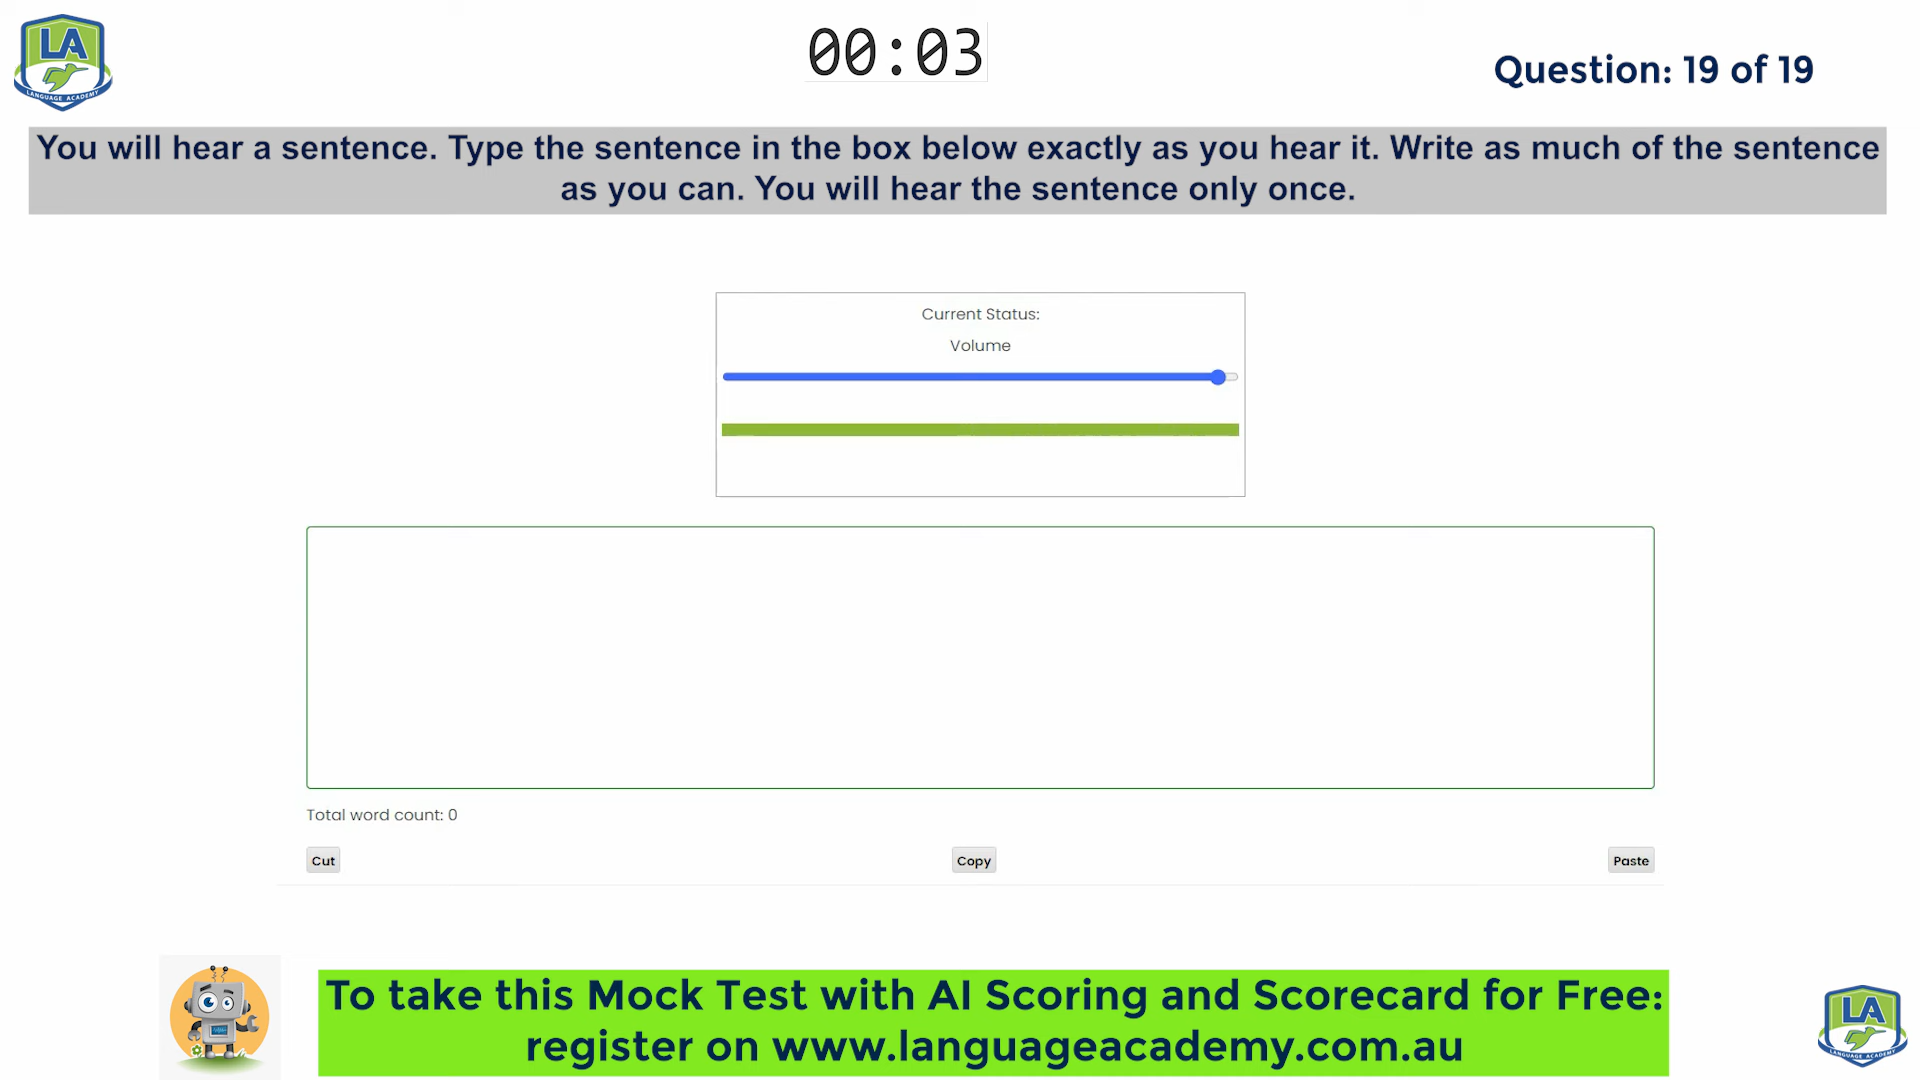 LA
LANGUAGE ACADEMY
00:03
Question: 19 of 19
You will hear a sentence. Type the sentence in the box below exactly as you hear it. Write as much of the sentence
as you can. You will hear the sentence only once.
Current Status:
Volume
Total word count: 0
Cut
Copy
Paste
To take this Mock Test with AI Scoring and Scorecard for Free:
register on www.languageacademy.com.au
LA
LANGUAGE ACADEMY